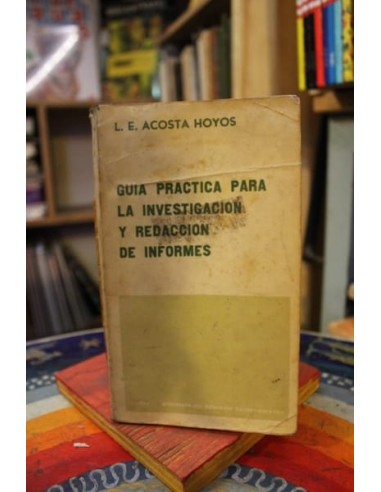 L. E. ACOSTA HOYOS
GUIA PRACTICA PARA
LA INVESTIGACION
Y REDACCION
DE INFORMES